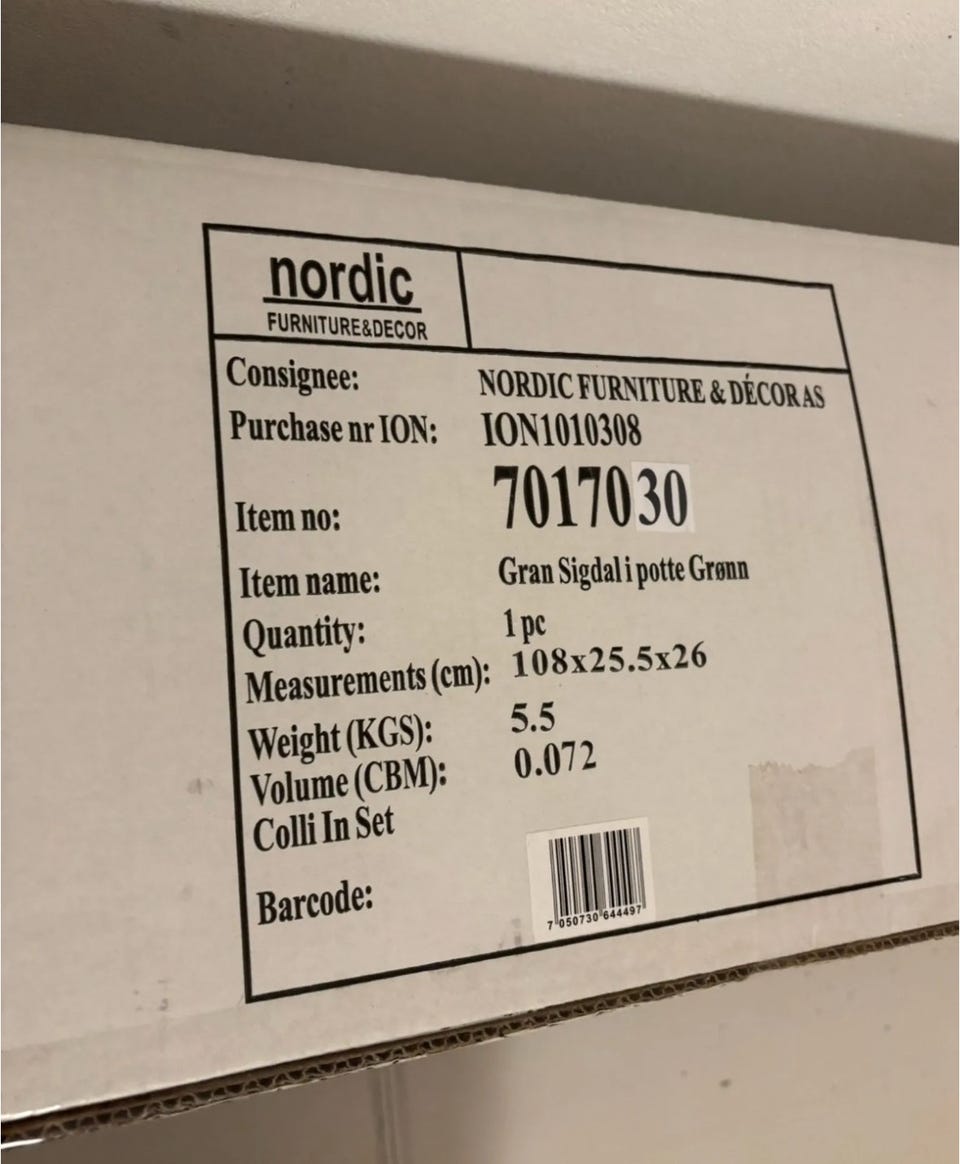 nordic
FURNITURE&DECOR
Consignee: NORDIC FURNITURE & DÉCOR AS
Purchase nr ION: ION1010308
Item no: 7017030
Item name: Gran Sigdal i potte Grønn
Quantity: 1 pc
Measurements (cm): 108x25.5x26
Weight (KGS): 5.5
Volume (CBM): 0.072
Colli In Set
Barcode:
7 050730 644497